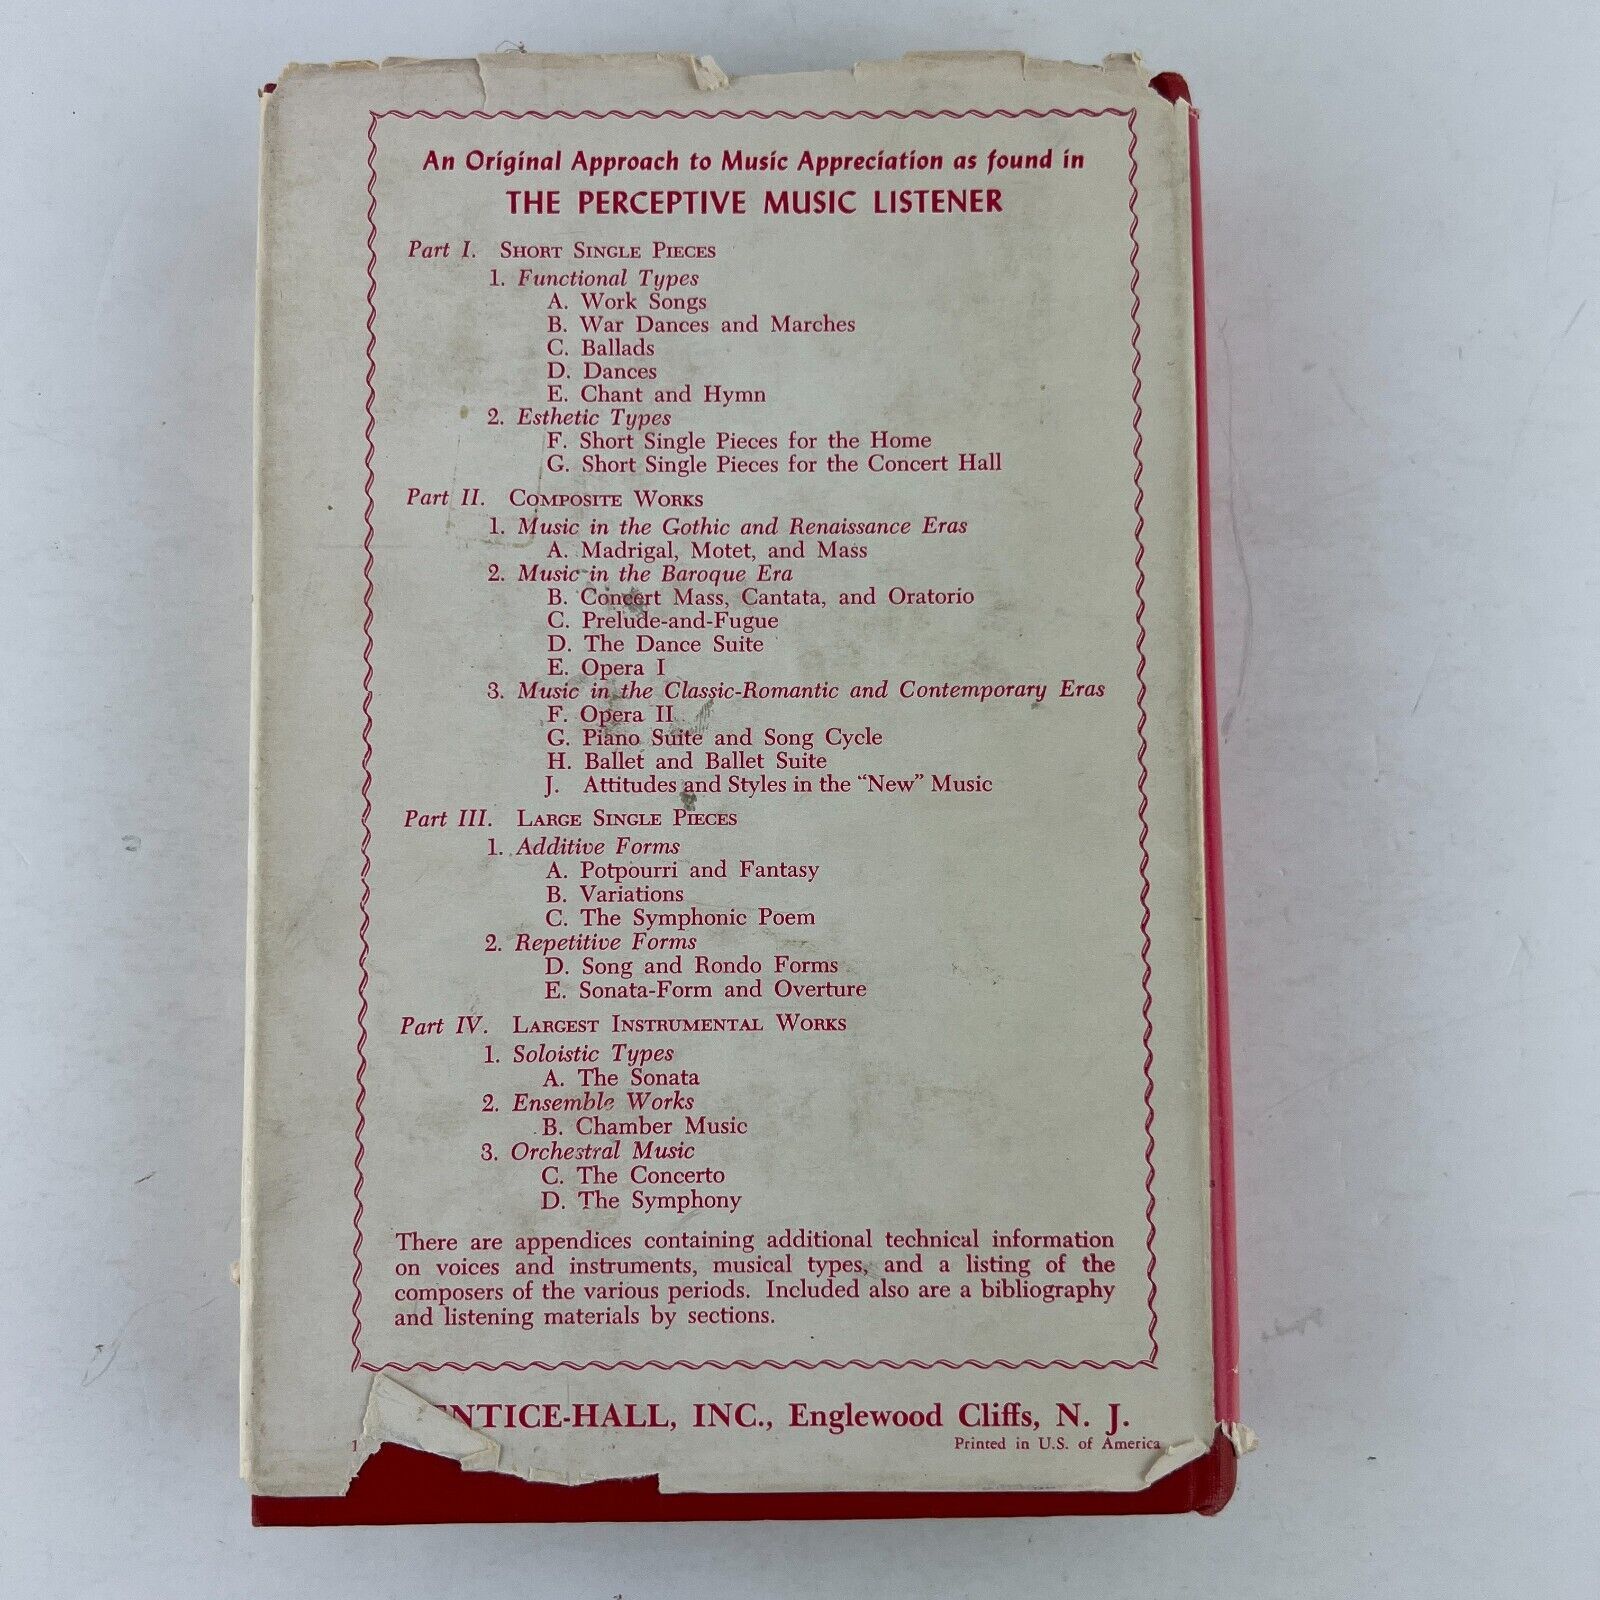 An Original Approach to Music Appreciation as found in
THE PERCEPTIVE MUSIC LISTENER
Part I. SHORT SINGLE PIECES
1. Functional Types
A. Work Songs
B. War Dances and Marches
C. Ballads
D. Dances
E. Chant and Hymn
2. Esthetic Types
F. Short Single Pieces for the Home
G. Short Single Pieces for the Concert Hall
Part II. COMPOSITE WORKS
1. Music in the Gothic and Renaissance Eras
A. Madrigal, Motet, and Mass
2. Music in the Baroque Era
B. Concert Mass, Cantata, and Oratorio
C. Prelude-and-Fugue
D. The Dance Suite
E. Opera I
3. Music in the Classic-Romantic and Contemporary Eras
F. Opera II
G. Piano Suite and Song Cycle
H. Ballet and Ballet Suite
J. Attitudes and Styles in the "New" Music
Part III. LARGE SINGLE PIECES
1. Additive Forms
A. Potpourri and Fantasy
B. Variations
C. The Symphonic Poem
2. Repetitive Forms
D. Song and Rondo Forms
E. Sonata-Form and Overture
Part IV. LARGEST INSTRUMENTAL WORKS
1. Soloistic Types
A. The Sonata
2. Ensemble Works
B. Chamber Music
3. Orchestral Music
C. The Concerto
D. The Symphony
There are appendices containing additional technical information
on voices and instruments, musical types, and a listing of the
composers of the various periods. Included also are a bibliography
and listening materials by sections.
ENTICE-HALL, INC., Englewood Cliffs, N. J.
1 Printed in U.S. of America